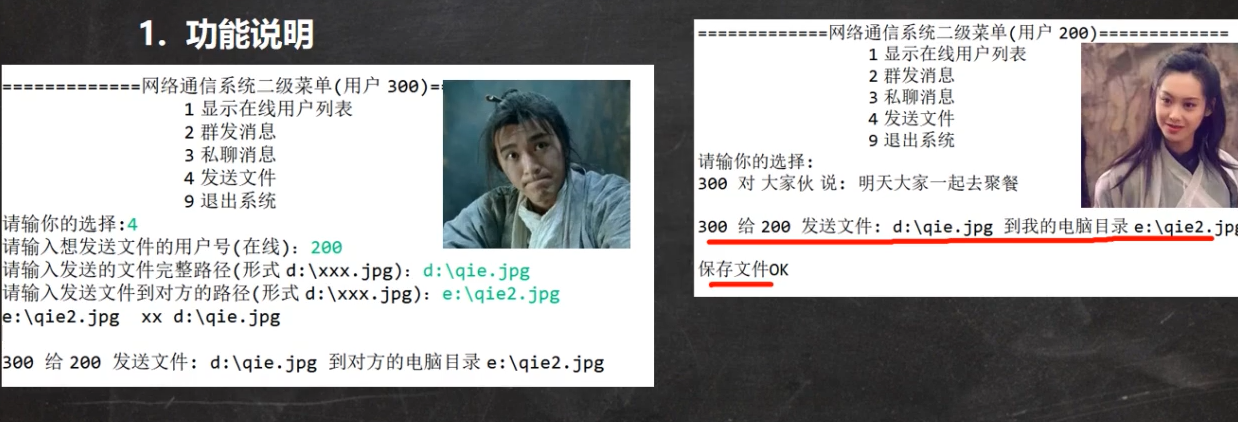 1. 功能说明
=============网络通信系统二级菜单(用户 300)=
1 显示在线用户列表
2 群发消息
3 私聊消息
4 发送文件
9 退出系统
请输你的选择:4
请输入想发送文件的用户号(在线): 200
请输入发送的文件完整路径(形式 d:\xxx.jpg): d:\qie.jpg
请输入发送文件到对方的路径(形式 d:\xxx.jpg): e:\qie2.jpg
e:\qie2.jpg  xx d:\qie.jpg
300 给 200 发送文件: d:\qie.jpg 到对方的电脑目录 e:\qie2.jpg
=============网络通信系统二级菜单(用户 200)=============
1 显示在线用户列表
2 群发消息
3 私聊消息
4 发送文件
9 退出系统
请输你的选择:
300 对 大家伙 说: 明天大家一起去聚餐
300 给 200 发送文件: d:\qie.jpg 到我的电脑目录 e:\qie2.jpg
保存文件OK